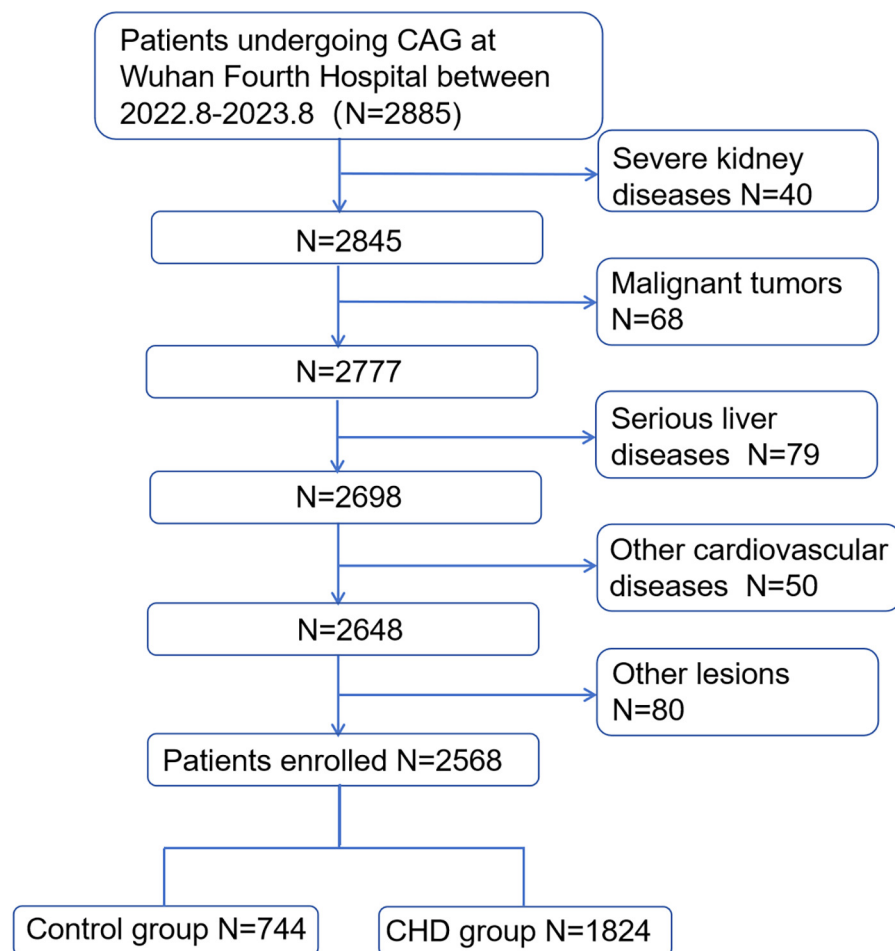 Patients undergoing CAG at
Wuhan Fourth Hospital between
2022.8-2023.8 (N=2885)
Severe kidney
diseases N=40
N=2845
Malignant tumors
N=68
N=2777
Serious liver
diseases N=79
N=2698
Other cardiovascular
diseases N=50
N=2648
Other lesions
N=80
Patients enrolled N=2568
Control group N=744
CHD group N=1824